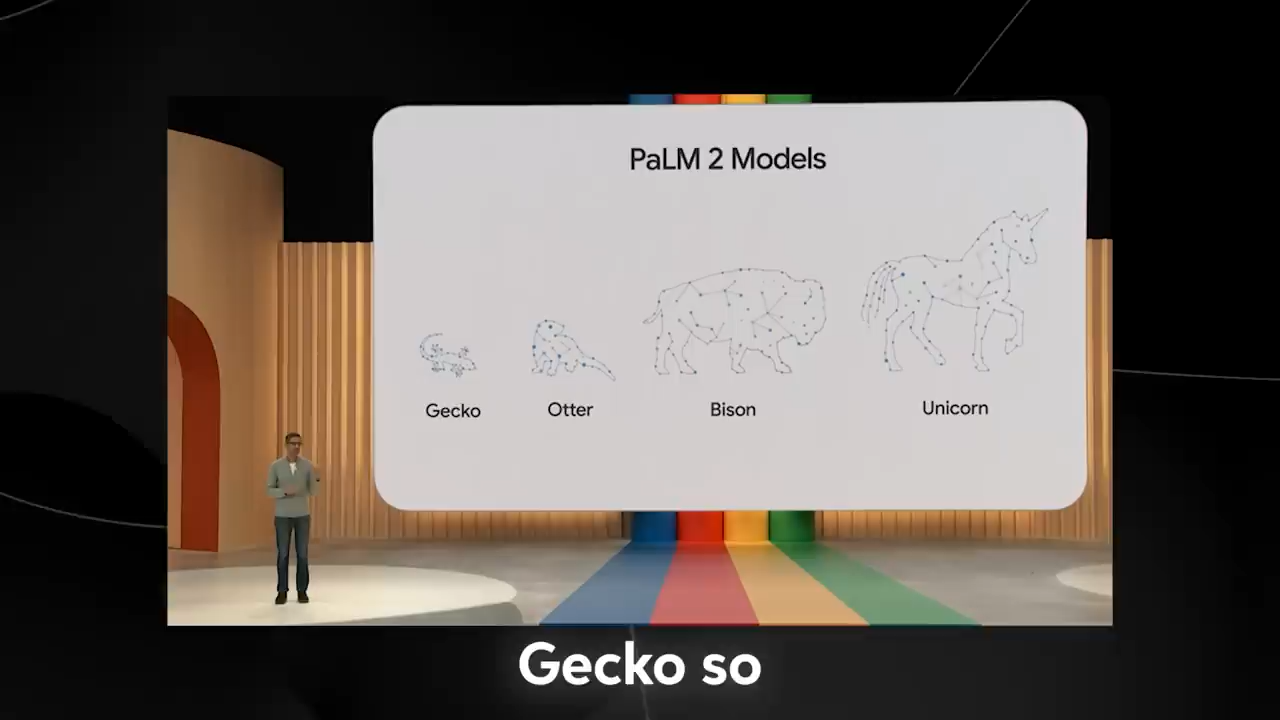 PaLM 2 Models
Gecko
Otter
Bison
Unicorn
Gecko so